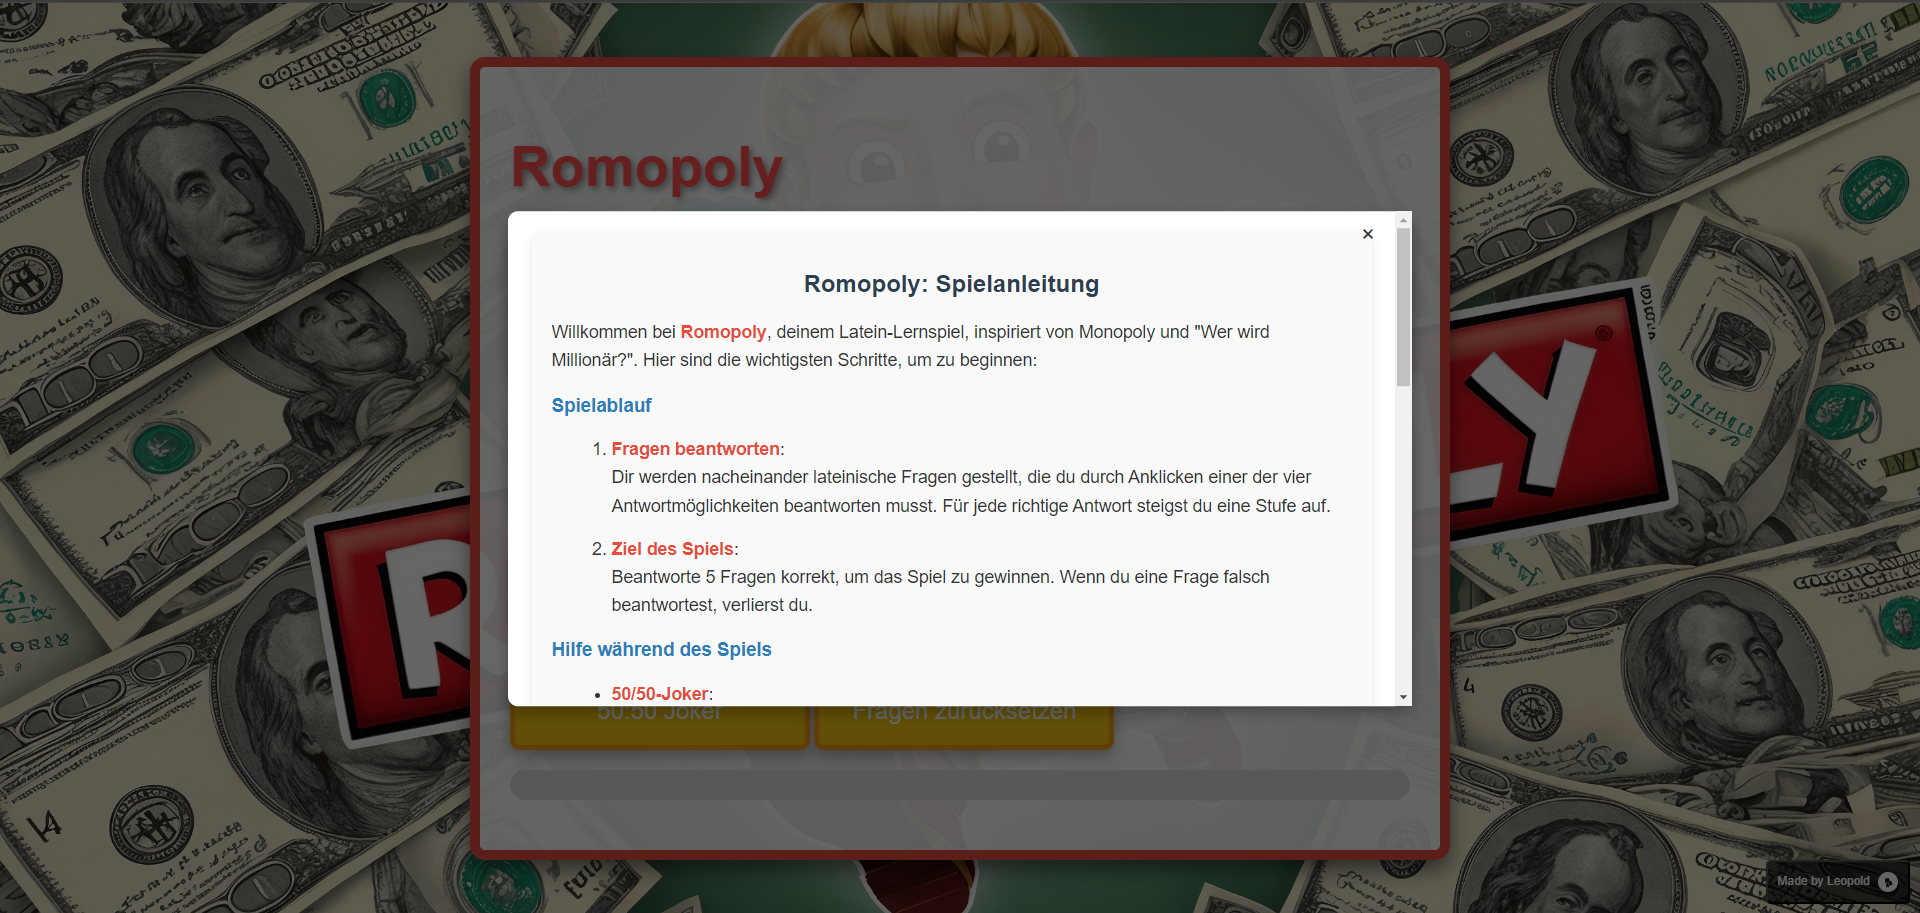 Romopoly
×
Romopoly: Spielanleitung
Willkommen bei Romopoly, deinem Latein-Lernspiel, inspiriert von Monopoly und "Wer wird
Millionär?". Hier sind die wichtigsten Schritte, um zu beginnen:
Spielablauf
1. Fragen beantworten:
Dir werden nacheinander lateinische Fragen gestellt, die du durch Anklicken einer der vier
Antwortmöglichkeiten beantworten musst. Für jede richtige Antwort steigst du eine Stufe auf.
2. Ziel des Spiels:
Beantworte 5 Fragen korrekt, um das Spiel zu gewinnen. Wenn du eine Frage falsch
beantwortest, verlierst du.
Hilfe während des Spiels
• 50/50-Joker:
50:50 Joker
Fragen zurücksetzen
R
LY
Made by Leopold